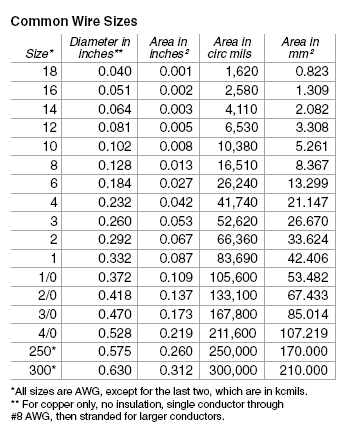 Common Wire Sizes
Size* Diameter in inches** Area in inches² Area in circ mils Area in mm²
18 0.040 0.001 1,620 0.823
16 0.051 0.002 2,580 1.309
14 0.064 0.003 4,110 2.082
12 0.081 0.005 6,530 3.308
10 0.102 0.008 10,380 5.261
8 0.128 0.013 16,510 8.367
6 0.184 0.027 26,240 13.299
4 0.232 0.042 41,740 21.147
3 0.260 0.053 52,620 26.670
2 0.292 0.067 66,360 33.624
1 0.332 0.087 83,690 42.406
1/0 0.372 0.109 105,600 53.482
2/0 0.418 0.137 133,100 67.433
3/0 0.470 0.173 167,800 85.014
4/0 0.528 0.219 211,600 107.219
250* 0.575 0.260 250,000 170.000
300* 0.630 0.312 300,000 210.000
*All sizes are AWG, except for the last two, which are in kcmils.
** For copper only, no insulation, single conductor through
#8 AWG, then stranded for larger conductors.